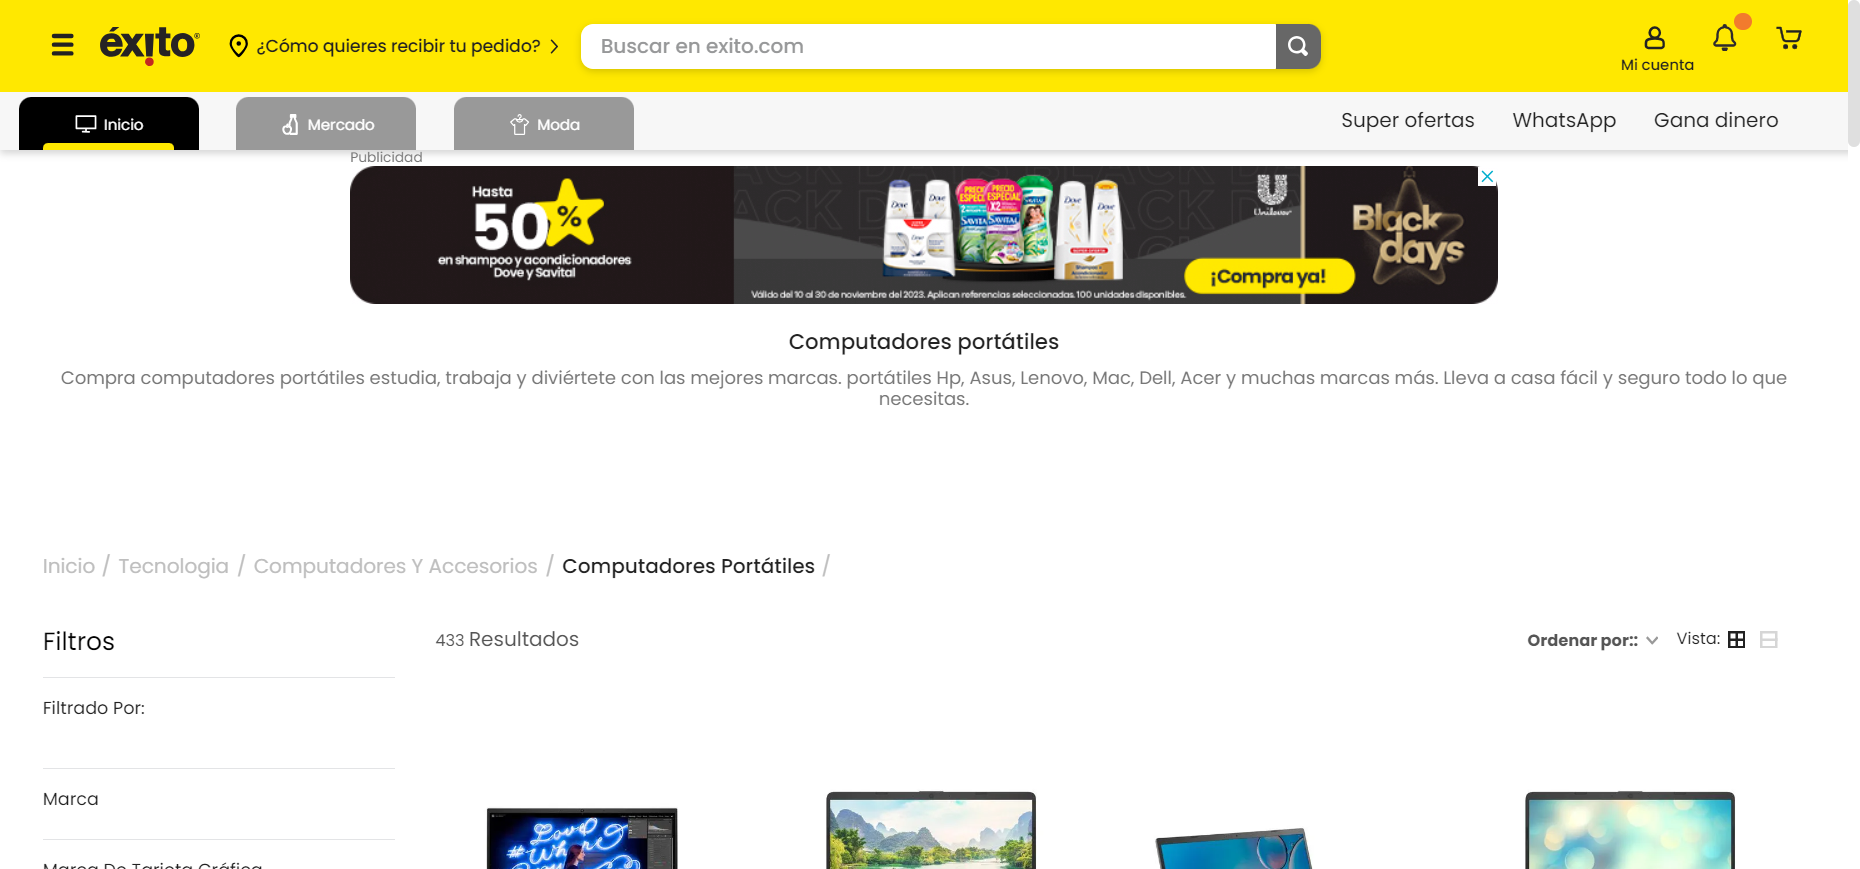 éxito
¿Cómo quieres recibir tu pedido?
Buscar en exito.com
Mi cuenta
Inicio
Mercado
Moda
Super ofertas
WhatsApp
Gana dinero
Publicidad
Hasta
50%
en shampoo y acondicionadores
Dove y Savital
Válido del 10 al 30 de noviembre del 2023. Aplican referencias seleccionadas. 100 unidades disponibles.
Unilever
¡Compra ya!
Black
days
Computadores portátiles
Compra computadores portátiles estudia, trabaja y diviértete con las mejores marcas. portátiles Hp, Asus, Lenovo, Mac, Dell, Acer y muchas marcas más. Lleva a casa fácil y seguro todo lo que
necesitas.
Inicio / Tecnologia / Computadores Y Accesorios / Computadores Portátiles /
Filtros
433 Resultados
Ordenar por::
Vista:
Filtrado Por:
Marca
Marca De Tarjeta Gráfica